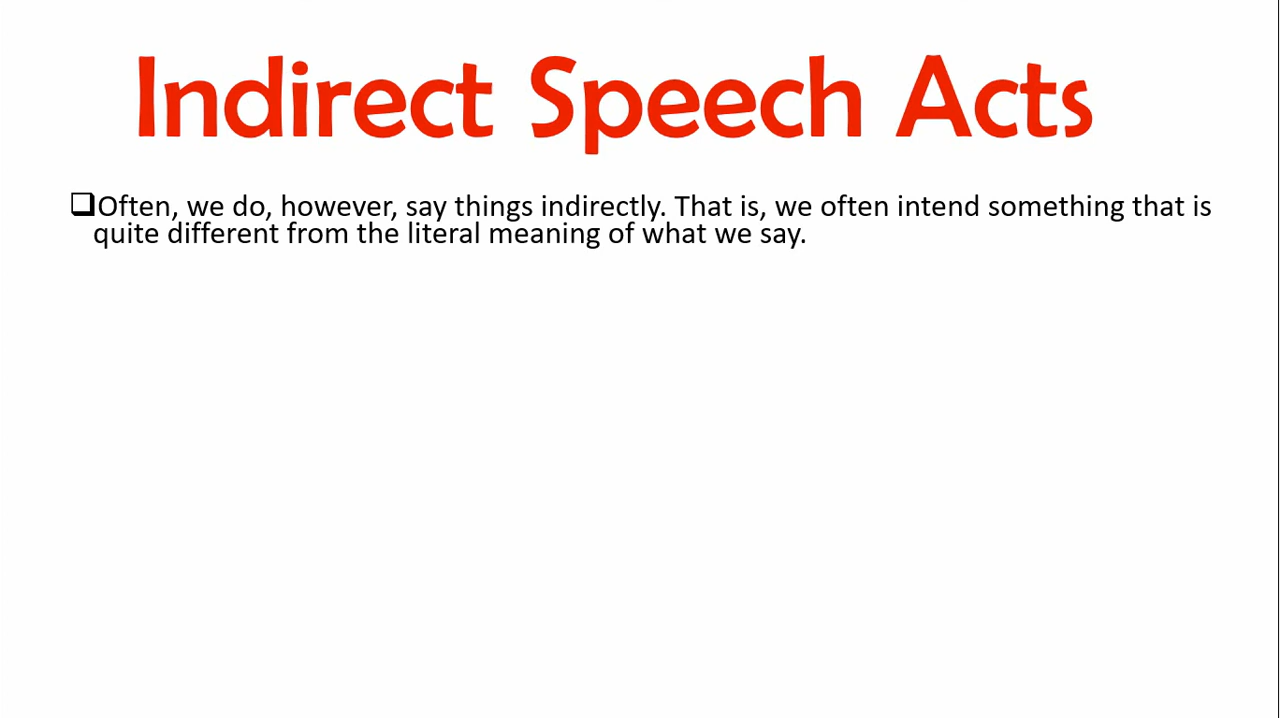 Indirect Speech Acts
❑Often, we do, however, say things indirectly. That is, we often intend something that is
quite different from the literal meaning of what we say.